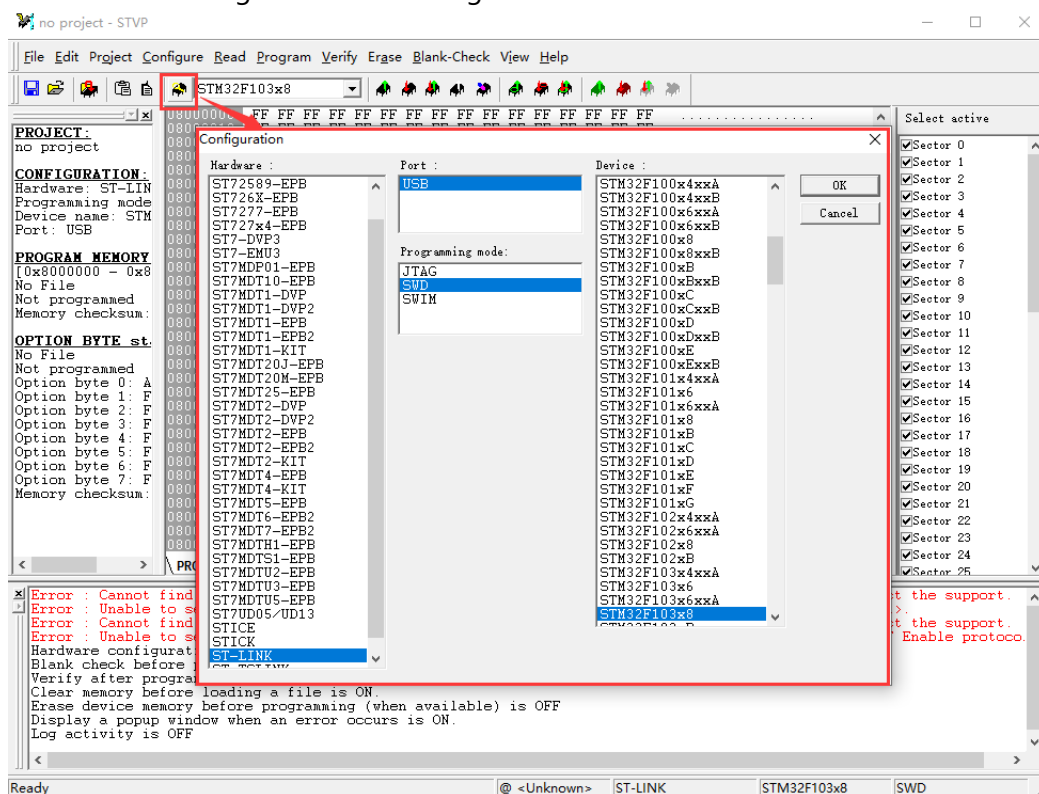 no project - STVP
File Edit Project Configure Read Program Verify Erase Blank-Check View Help
STM32F103x8
PROJECT:
no project
CONFIGURATION:
Hardware: ST-LIN
Programming mode
Device name: STM
Port: USB
PROGRAM MEMORY
[0x8000000 - 0x8
No File
Not programmed
Memory checksum:
OPTION BYTE st
No File
Not programmed
Option byte 0: A
Option byte 1: F
Option byte 2: F
Option byte 3: F
Option byte 4: F
Option byte 5: F
Option byte 6: F
Option byte 7: F
Memory checksum:
FF FF FF FF FF FF FF FF FF FF FF FF FF FF FF FF ................
Configuration
Hardware :
ST72589-EPB
ST726X-EPB
ST7277-EPB
ST727x4-EPB
ST7-DVP3
ST7-EMU3
ST7MDP01-EPB
ST7MDT10-EPB
ST7MDT1-DVP
ST7MDT1-DVP2
ST7MDT1-EPB
ST7MDT1-EPB2
ST7MDT1-KIT
ST7MDT20J-EPB
ST7MDT20M-EPB
ST7MDT25-EPB
ST7MDT2-DVP
ST7MDT2-DVP2
ST7MDT2-EPB
ST7MDT2-EPB2
ST7MDT2-KIT
ST7MDT4-EPB
ST7MDT4-KIT
ST7MDT5-EPB
ST7MDT6-EPB2
ST7MDT7-EPB2
ST7MDTH1-EPB
ST7MDTS1-EPB
ST7MDTU2-EPB
ST7MDTU3-EPB
ST7MDTU5-EPB
ST7UD05/UD13
STICE
STICK
ST-LINK
Port :
USB
Programming mode:
JTAG
SWD
SWIM
Device :
STM32F100x4xxA
STM32F100x4xxB
STM32F100x6xxA
STM32F100x6xxB
STM32F100x8
STM32F100x8xxB
STM32F100xB
STM32F100xBxxB
STM32F100xC
STM32F100xCxxB
STM32F100xD
STM32F100xDxxB
STM32F100xE
STM32F100xExxB
STM32F101x4xxA
STM32F101x6
STM32F101x6xxA
STM32F101x8
STM32F101xB
STM32F101xC
STM32F101xD
STM32F101xE
STM32F101xF
STM32F101xG
STM32F102x4xxA
STM32F102x6xxA
STM32F102x8
STM32F102xB
STM32F103x4xxA
STM32F103x6
STM32F103x6xxA
STM32F103x8
OK
Cancel
Select active
Sector 0
Sector 1
Sector 2
Sector 3
Sector 4
Sector 5
Sector 6
Sector 7
Sector 8
Sector 9
Sector 10
Sector 11
Sector 12
Sector 13
Sector 14
Sector 15
Sector 16
Sector 17
Sector 18
Sector 19
Sector 20
Sector 21
Sector 22
Sector 23
Sector 24
Sector 25
PRO
Error : Cannot find t the support.
Error : Unable to s >.
Error : Cannot find t the support.
Error : Unable to s Enable protoco
Hardware configurat
Blank check before
Verify after progra
Clear memory before loading a file is ON.
Erase device memory before programming (when available) is OFF
Display a popup window when an error occurs is ON.
Log activity is OFF
Ready @ <Unknown> ST-LINK STM32F103x8 SWD